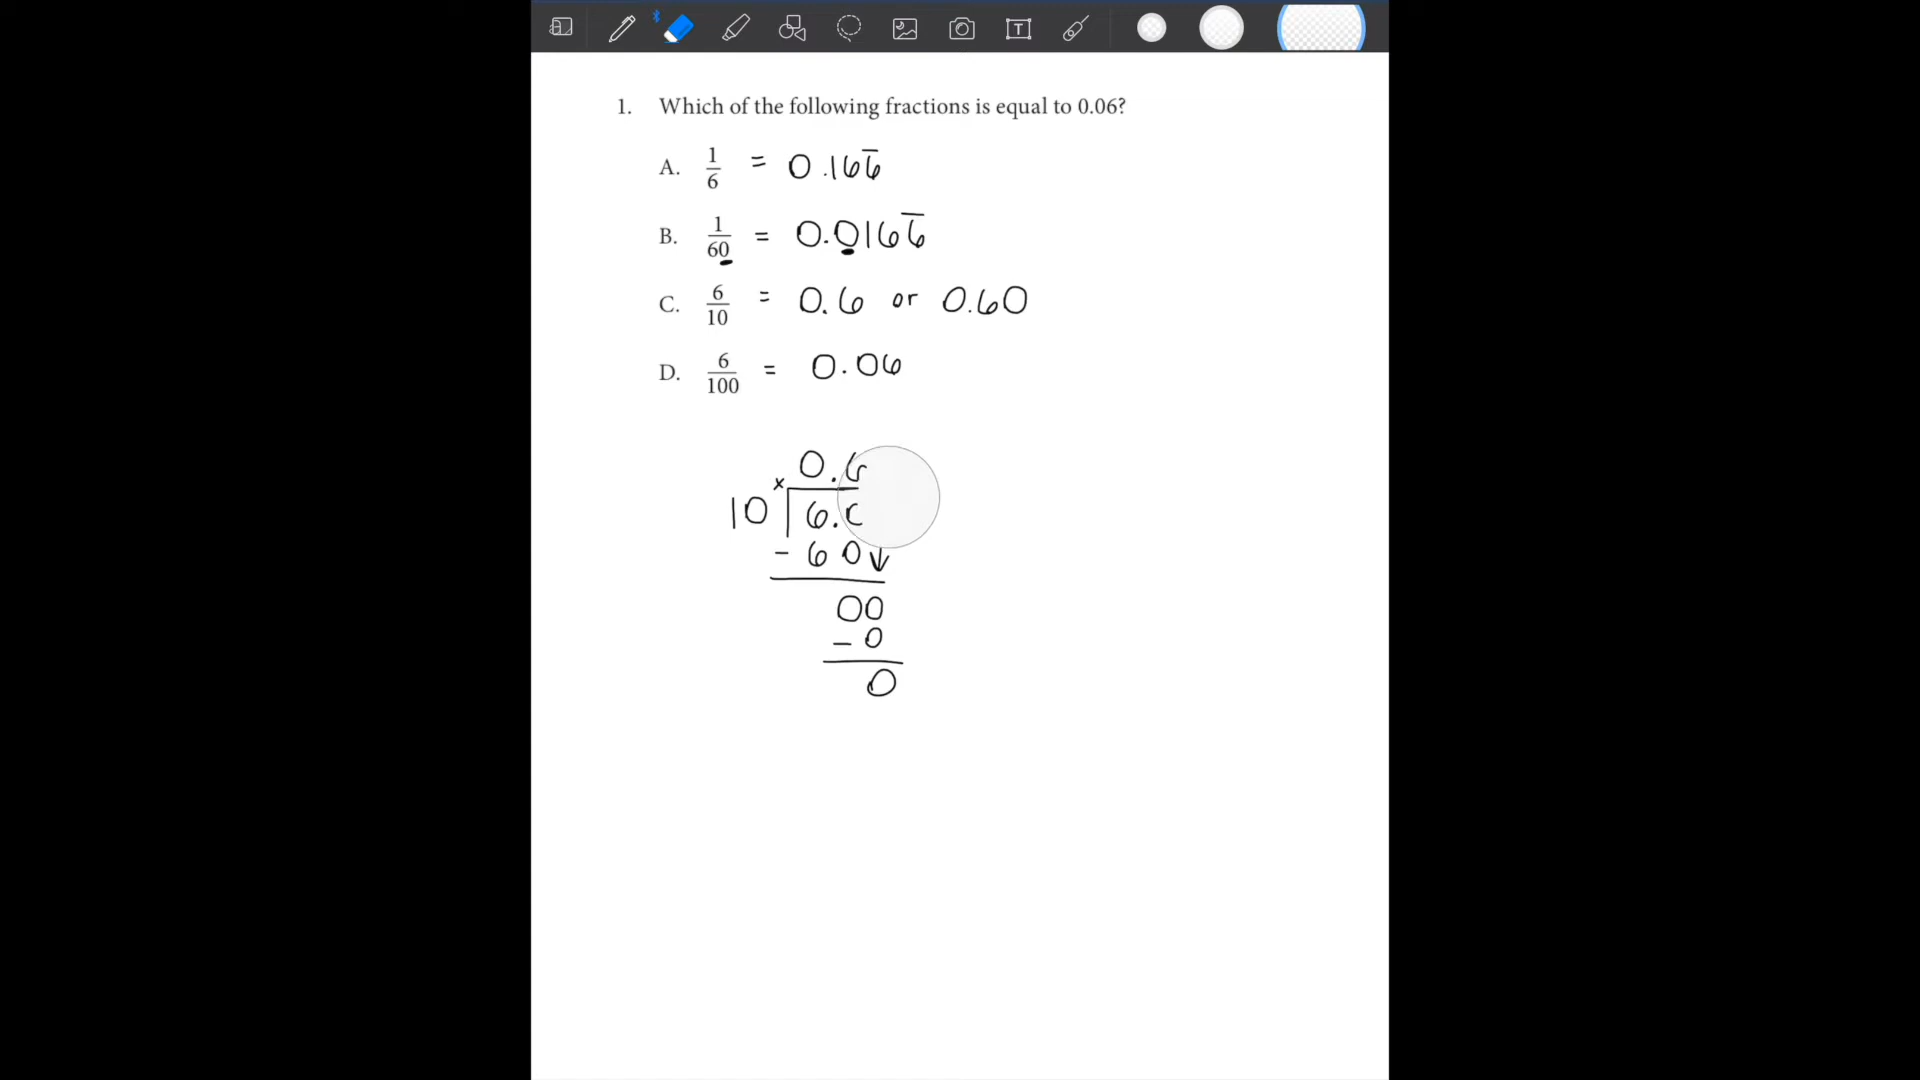 1. Which of the following fractions is equal to 0.06?
A. 1/6 = 0.166̅
B. 1/60 = 0.0166̅
C. 6/10 = 0.6 or 0.60
D. 6/100 = 0.06
0.6
x
10 6.0
- 6 0 ↓
00
- 0
0